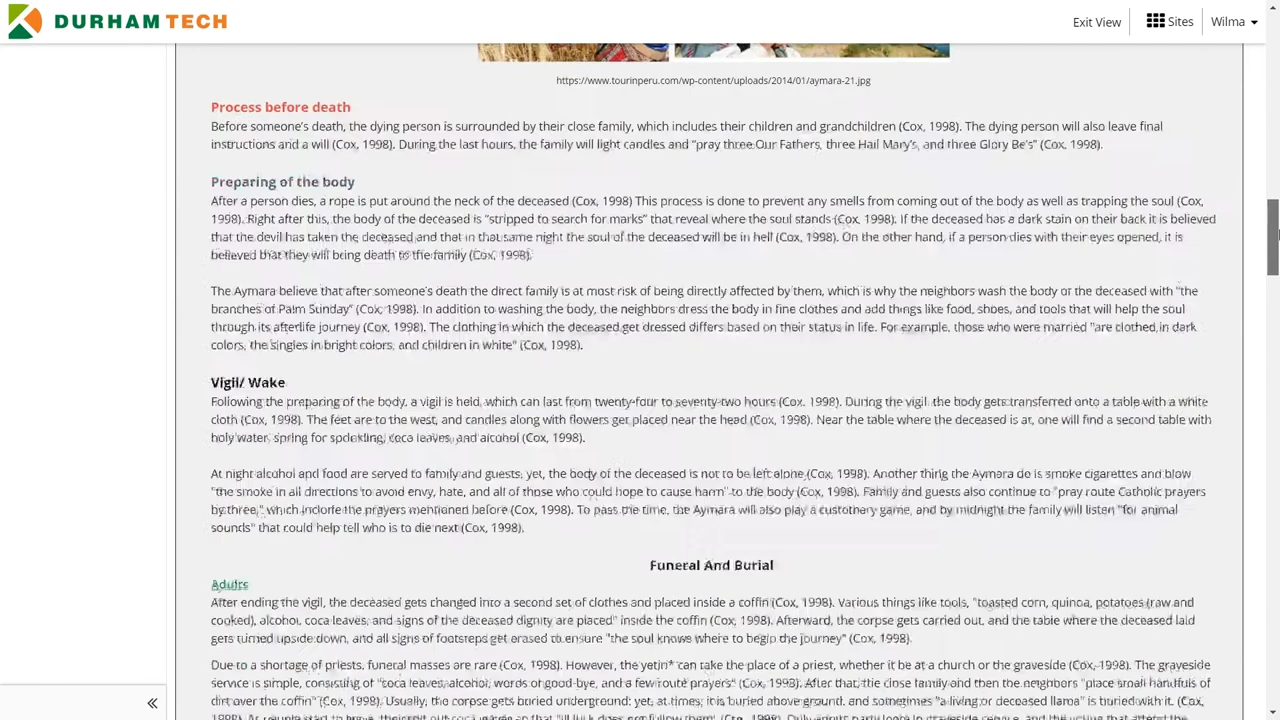 DURHAM TECH
Exit View
Sites
Wilma
https://www.tourinperu.com/wp-content/uploads/2014/01/aymara-21.jpg
Process before death
Before someone's death, the dying person is surrounded by their close family, which includes their children and grandchildren (Cox, 1998). The dying person will also leave final
instructions and a will (Cox, 1998). During the last hours, the family will light candles and "pray three Our Fathers, three Hail Mary's, and three Glory Be's" (Cox, 1998).
Preparing of the body
After a person dies, a rope is put around the neck of the deceased (Cox, 1998) This process is done to prevent any smells from coming out of the body as well as trapping the soul (Cox,
1998). Right after this, the body of the deceased is "stripped to search for marks" that reveal where the soul stands (Cox, 1998). If the deceased has a dark stain on their back it is believed
that the devil has taken the deceased and that in that same night the soul of the deceased will be in hell (Cox, 1998). On the other hand, if a person dies with their eyes opened, it is
believed that they will bring death to the family (Cox, 1998).
The Aymara believe that after someone's death the direct family is at most risk of being directly affected by them, which is why the neighbors wash the body of the deceased with "the
branches of Palm Sunday" (Cox, 1998). In addition to washing the body, the neighbors dress the body in fine clothes and add things like food, shoes, and tools that will help the soul
through its afterlife journey (Cox, 1998). The clothing in which the deceased get dressed differs based on their status in life. For example, those who were married "are clothed in dark
colors, the singles in bright colors, and children in white" (Cox, 1998).
Vigil/ Wake
Following the preparing of the body, a vigil is held, which can last from twenty-four to seventy-two hours (Cox, 1998). During the vigil the body gets transferred onto a table with a white
cloth (Cox, 1998). The feet are to the west, and candles along with flowers get placed near the head (Cox, 1998). Near the table where the deceased is at, one will find a second table with
holy water, spring for sprinkling, coca leaves, and alcohol (Cox, 1998).
At night alcohol and food are served to family and guests, yet, the body of the deceased is not to be left alone (Cox, 1998). Another thing the Aymara do is smoke cigarettes and blow
"the smoke in all directions to avoid envy, hate, and all of those who could hope to cause harm" to the body (Cox, 1998). Family and guests also continue to "pray route Catholic prayers
by three," which include the prayers mentioned before (Cox, 1998). To pass the time, the Aymara will also play a customary game, and by midnight the family will listen "for animal
sounds" that could help tell who is to die next (Cox, 1998).
Funeral And Burial
Adults
After ending the vigil, the deceased gets changed into a second set of clothes and placed inside a coffin (Cox, 1998). Various things like tools, "toasted corn, quinoa, potatoes (raw and
cooked), alcohol, coca leaves, and signs of the deceased dignity are placed" inside the coffin (Cox, 1998). Afterward, the corpse gets carried out, and the table where the deceased laid
gets turned upside down, and all signs of footsteps get erased to ensure "the soul knows where to begin the journey" (Cox, 1998).
Due to a shortage of priests, funeral masses are rare (Cox, 1998). However, the yetiri* can take the place of a priest, whether it be at a church or the graveside (Cox, 1998). The graveside
service is simple, consisting of "coca leaves, alcohol, words of good-bye, and a few route prayers" (Cox, 1998). After that, the close family and then the neighbors "place small handfuls of
dirt over the coffin" (Cox, 1998). Usually, the corpse gets buried underground; yet, at times, it is buried above ground, and sometimes "a living or deceased llama" is buried with it. (Cox,